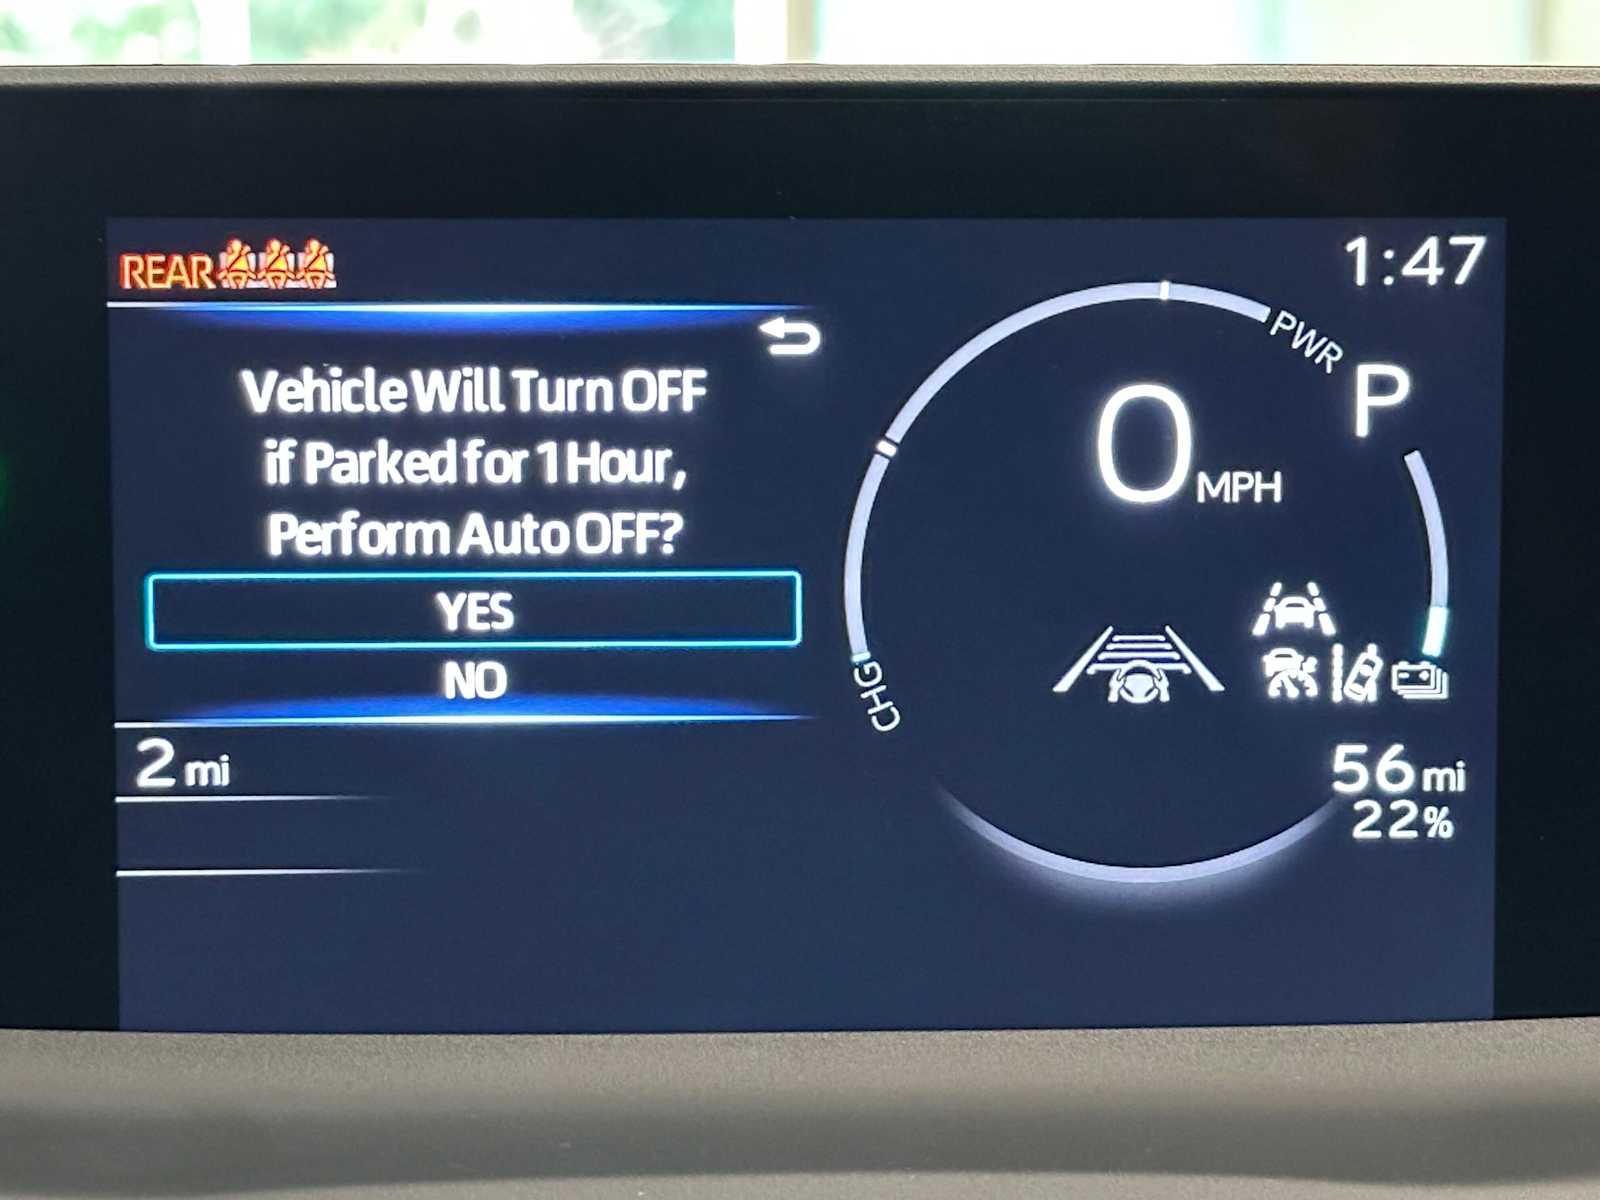 REAR
1:47
Vehicle Will Turn OFF
if Parked for 1 Hour,
Perform Auto OFF?
YES
NO
PWR
P
0 MPH
CHG
2 mi
56 mi
22%